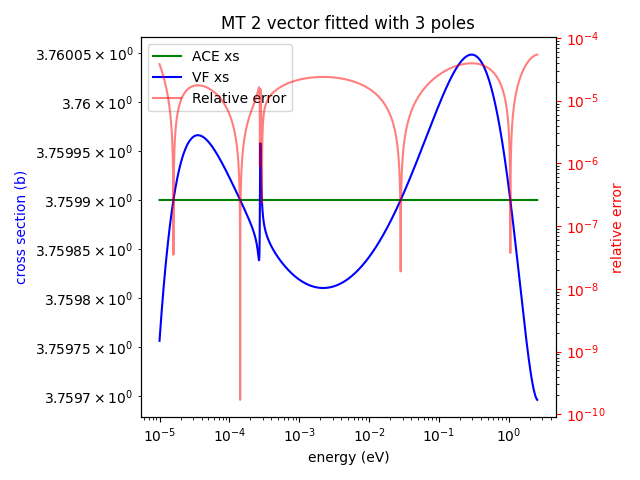 MT 2 vector fitted with 3 poles
ACE xs
VF xs
Relative error
3.76005 × 10⁰
3.76 × 10⁰
3.75995 × 10⁰
3.7599 × 10⁰
3.75985 × 10⁰
3.7598 × 10⁰
3.75975 × 10⁰
3.7597 × 10⁰
cross section (b)
10⁻⁴
10⁻⁵
10⁻⁶
10⁻⁷
10⁻⁸
10⁻⁹
10⁻¹⁰
relative error
10⁻⁵
10⁻⁴
10⁻³
10⁻²
10⁻¹
10⁰
energy (eV)